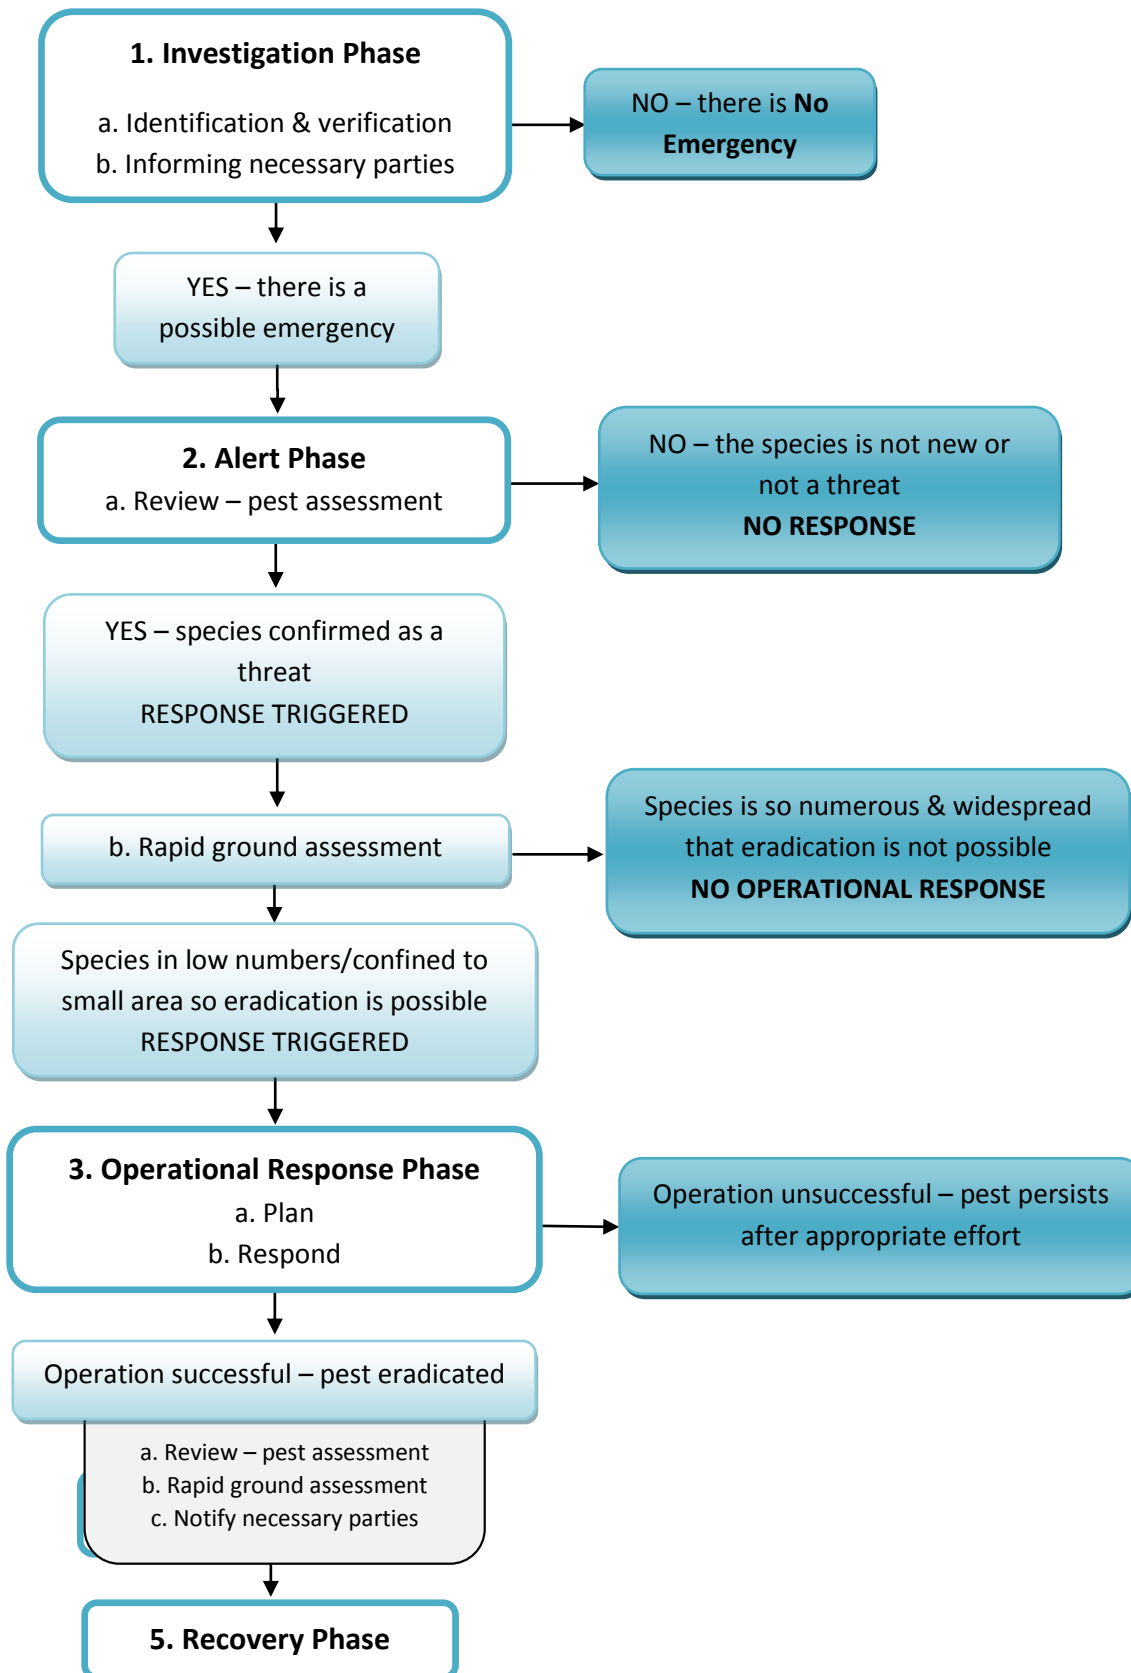 1. Investigation Phase
a. Identification & verification
b. Informing necessary parties
NO – there is No
Emergency
YES – there is a
possible emergency
2. Alert Phase
a. Review – pest assessment
NO – the species is not new or
not a threat
NO RESPONSE
YES – species confirmed as a
threat
RESPONSE TRIGGERED
b. Rapid ground assessment
Species is so numerous & widespread
that eradication is not possible
NO OPERATIONAL RESPONSE
Species in low numbers/confined to
small area so eradication is possible
RESPONSE TRIGGERED
3. Operational Response Phase
a. Plan
b. Respond
Operation unsuccessful – pest persists
after appropriate effort
Operation successful – pest eradicated
a. Review – pest assessment
b. Rapid ground assessment
c. Notify necessary parties
5. Recovery Phase